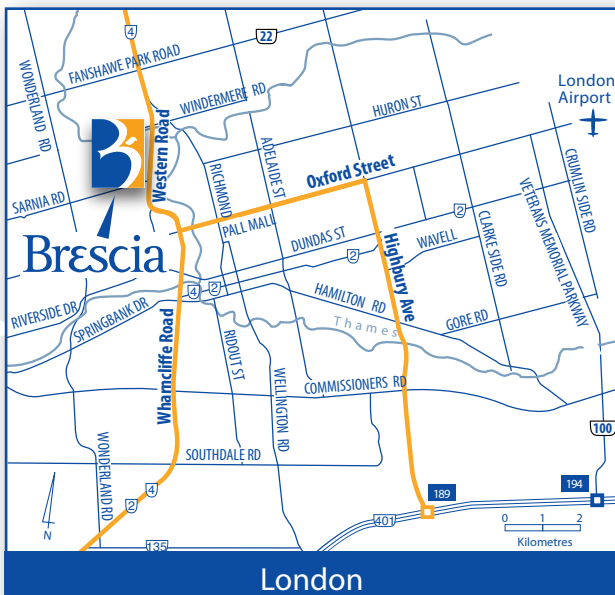 4
22
FANSHAWE PARK ROAD
WONDERLAND RD
WINDERMERE RD
London
Airport
HURON ST
Western Road
ADELAIDE ST
RICHMOND
Oxford Street
CRUMLIN SIDE RD
SARNIA RD
VETERANS MEMORIAL PARKWAY
PALL MALL
2
Brescia
DUNDAS ST
WAVELL
CLARKE SIDE RD
2
Highbury Ave
4
2
HAMILTON RD
RIVERSIDE DR
SPRINGBANK DR
GORE RD
Thames
RIDOUT ST
Wharncliffe Road
WELLINGTON RD
COMMISSIONERS RD
100
WONDERLAND RD
SOUTHDALE RD
4
2
189
194
N
401
135
0 1 2
Kilometres
London